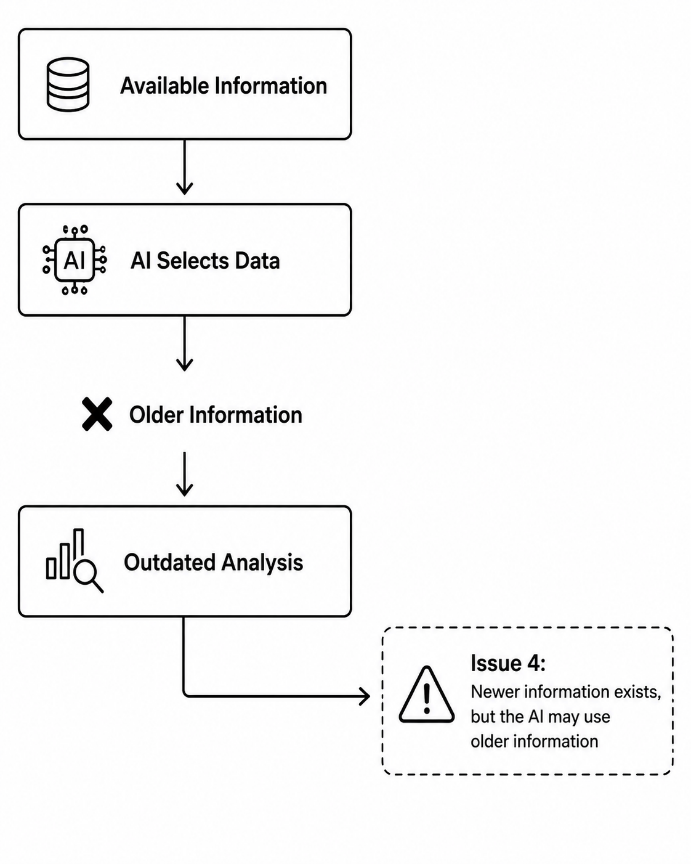 Available Information
AI
AI Selects Data
Older Information
Outdated Analysis
Issue 4:
Newer information exists,
but the AI may use
older information